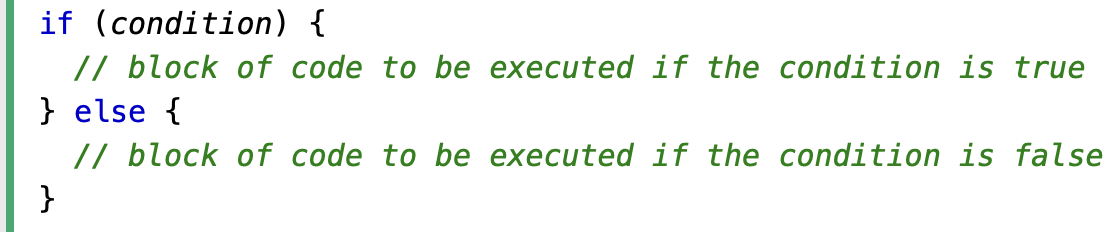 if (condition) {
  // block of code to be executed if the condition is true
} else {
  // block of code to be executed if the condition is false
}